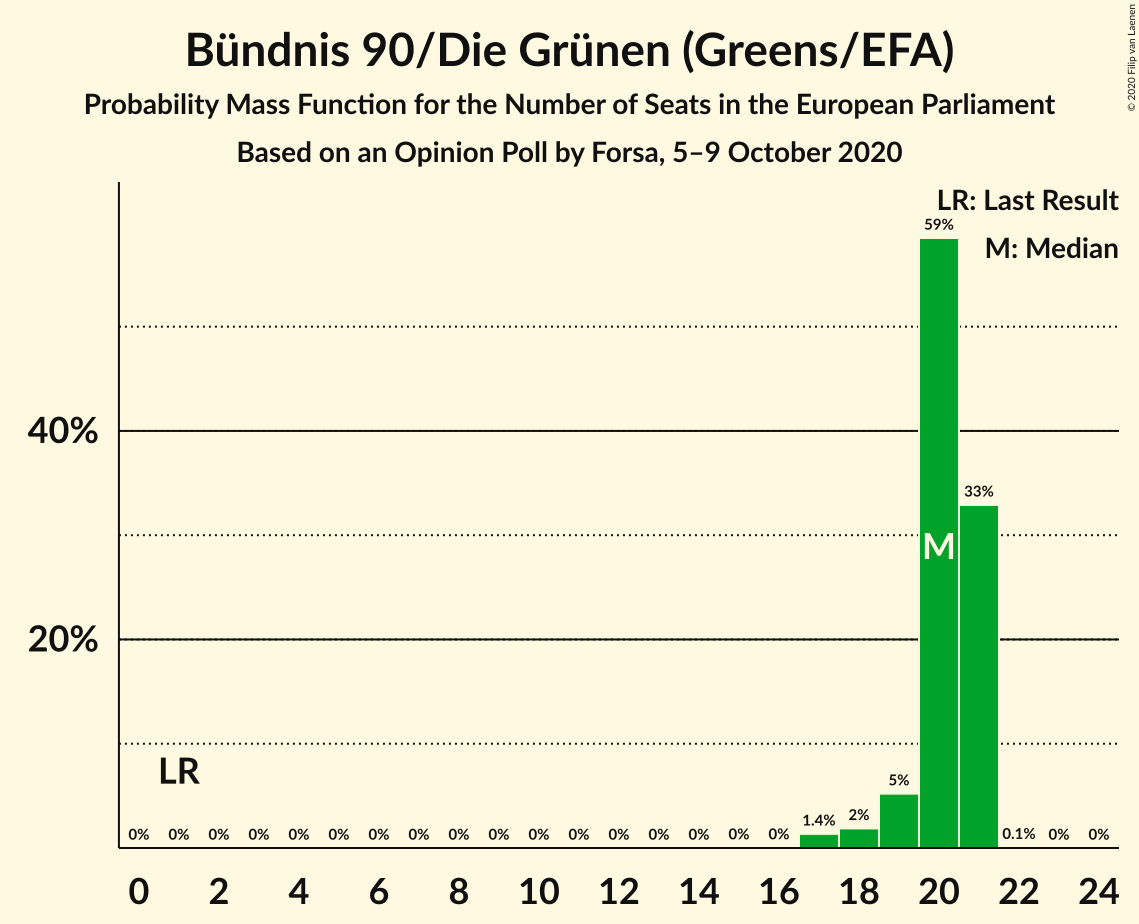 Bündnis 90/Die Grünen (Greens/EFA)
Probability Mass Function for the Number of Seats in the European Parliament
Based on an Opinion Poll by Forsa, 5–9 October 2020
© 2020 Filip van Laenen
LR: Last Result
M: Median
59%
40%
33%
M
20%
LR
0% 0% 0% 0% 0% 0% 0% 0% 0% 0% 0% 0% 0% 0% 0% 0% 0% 1.4% 2% 5% 0.1% 0% 0%
0 2 4 6 8 10 12 14 16 18 20 22 24